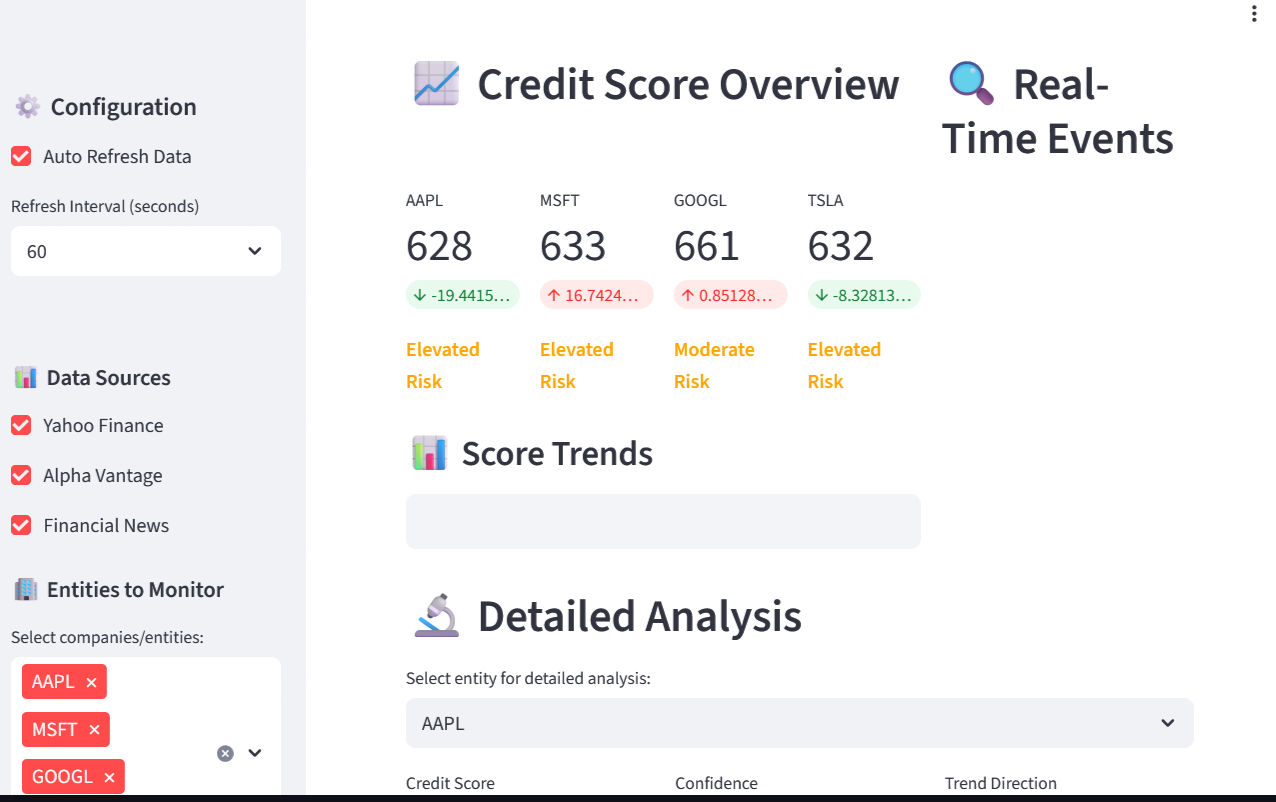 Configuration
Auto Refresh Data
Refresh Interval (seconds)
60
Data Sources
Yahoo Finance
Alpha Vantage
Financial News
Entities to Monitor
Select companies/entities:
AAPL ×
MSFT ×
GOOGL ×
Credit Score Overview
Real-
Time Events
AAPL
628
↓ -19.4415…
Elevated
Risk
MSFT
633
↑ 16.7424…
Elevated
Risk
GOOGL
661
↑ 0.85128…
Moderate
Risk
TSLA
632
↓ -8.32813…
Elevated
Risk
Score Trends
Detailed Analysis
Select entity for detailed analysis:
AAPL
Credit Score
Confidence
Trend Direction